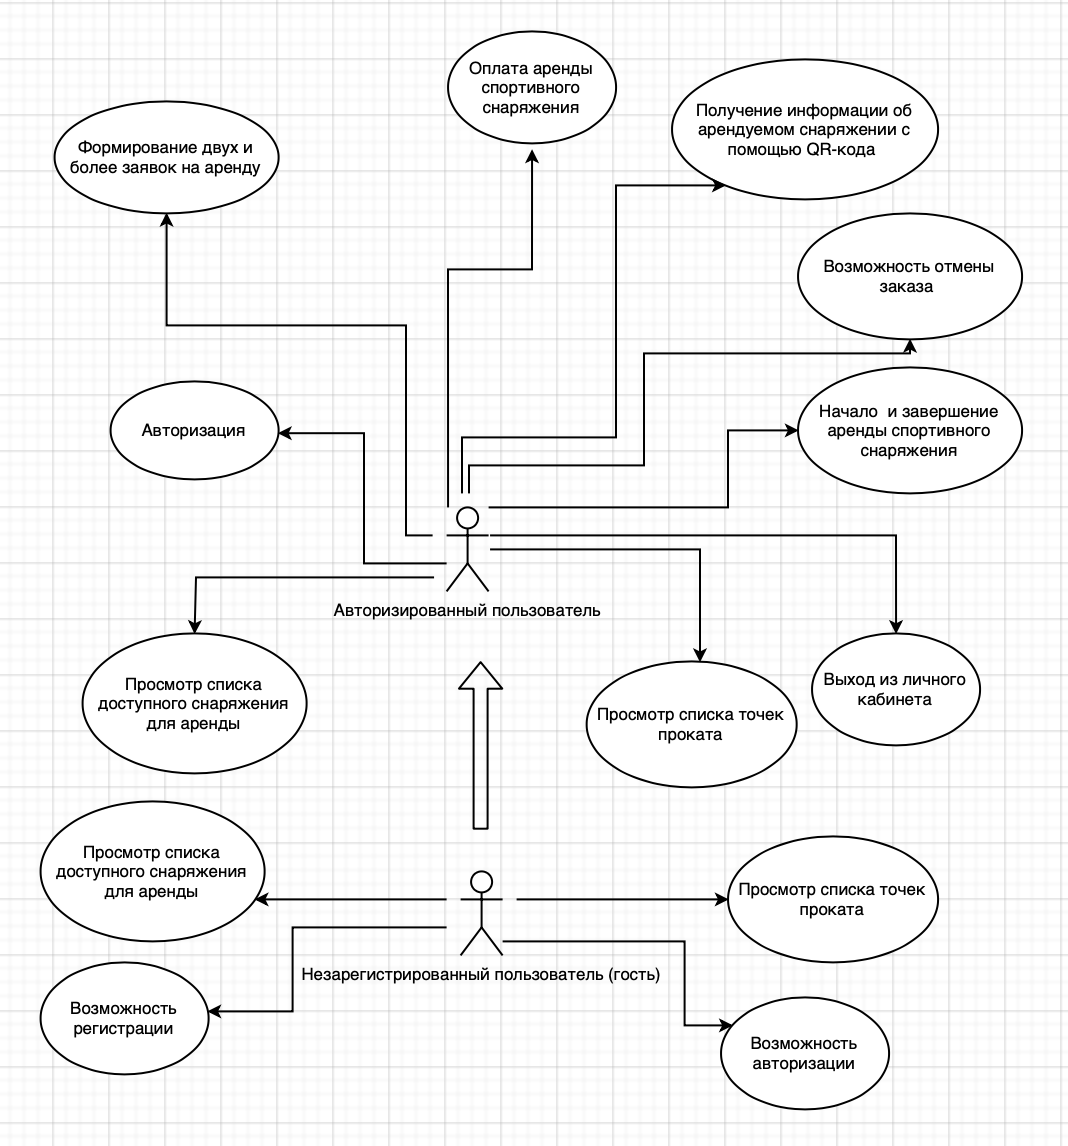 Оплата аренды
спортивного
снаряжения
Получение информации об
арендуемом снаряжении с
помощью QR-кода
Формирование двух и
более заявок на аренду
Возможность отмены
заказа
Авторизация
Начало и завершение
аренды спортивного
снаряжения
Авторизированный пользователь
Просмотр списка
доступного снаряжения
для аренды
Просмотр списка точек
проката
Выход из личного
кабинета
Просмотр списка
доступного снаряжения
для аренды
Просмотр списка точек
проката
Незарегистрированный пользователь (гость)
Возможность
регистрации
Возможность
авторизации